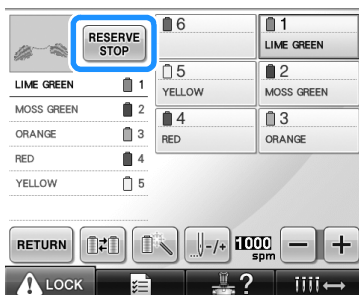 RESERVE
STOP
LIME GREEN 1
MOSS GREEN 2
ORANGE 3
RED 4
YELLOW 5
6
1
LIME GREEN
5
YELLOW
2
MOSS GREEN
4
RED
3
ORANGE
RETURN
-/+
1000
spm
- +
LOCK
?